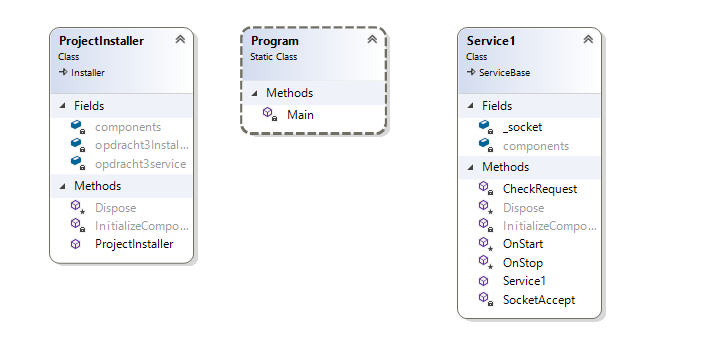 ProjectInstaller
Class
Installer
Fields
components
opdracht3Instal...
opdracht3service
Methods
Dispose
InitializeCompo...
ProjectInstaller
Program
Static Class
Methods
Main
Service1
Class
ServiceBase
Fields
_socket
components
Methods
CheckRequest
Dispose
InitializeCompo...
OnStart
OnStop
Service1
SocketAccept